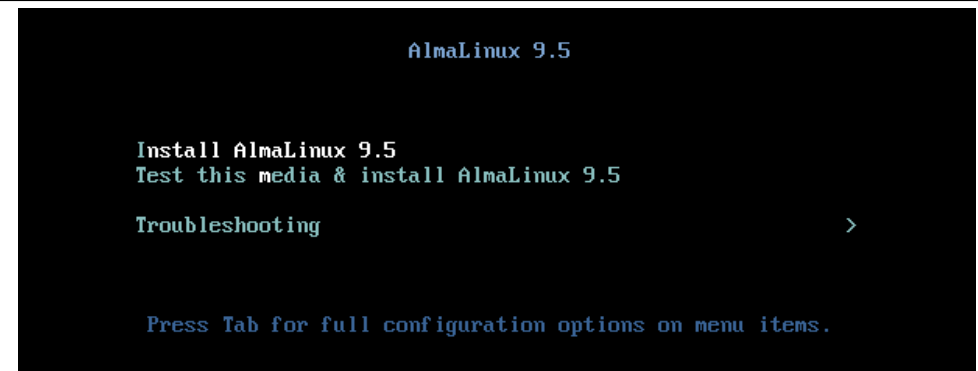 AlmaLinux 9.5
Install AlmaLinux 9.5
Test this media & install AlmaLinux 9.5
Troubleshooting >
Press Tab for full configuration options on menu items.